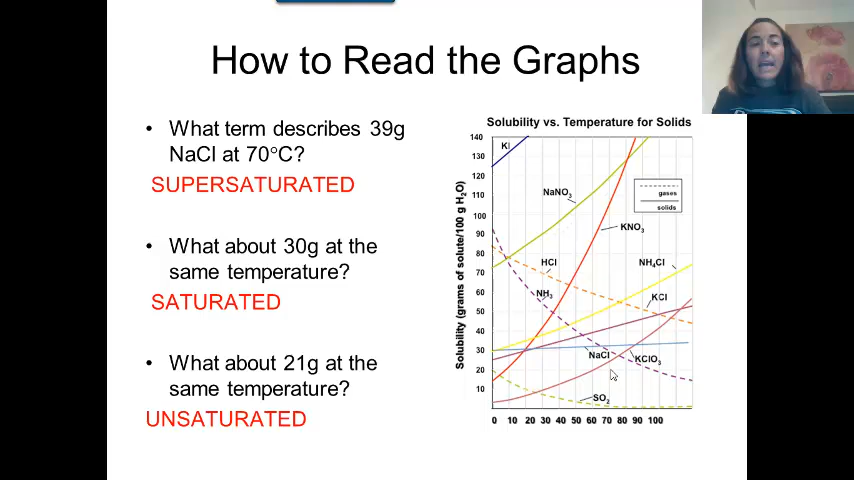 How to Read the Graphs
• What term describes 39g
NaCl at 70°C?
SUPERSATURATED
• What about 30g at the
same temperature?
SATURATED
• What about 21g at the
same temperature?
UNSATURATED
Solubility vs. Temperature for Solids
Solubility (grams of solute/100 g H₂O)
140
130
120
110
100
90
80
70
60
50
40
30
20
10
KI
NaNO₃
gases
solids
KNO₃
HCl
NH₄Cl
NH₃
KCl
NaCl
KClO₃
SO₂
0 10 20 30 40 50 60 70 80 90 100